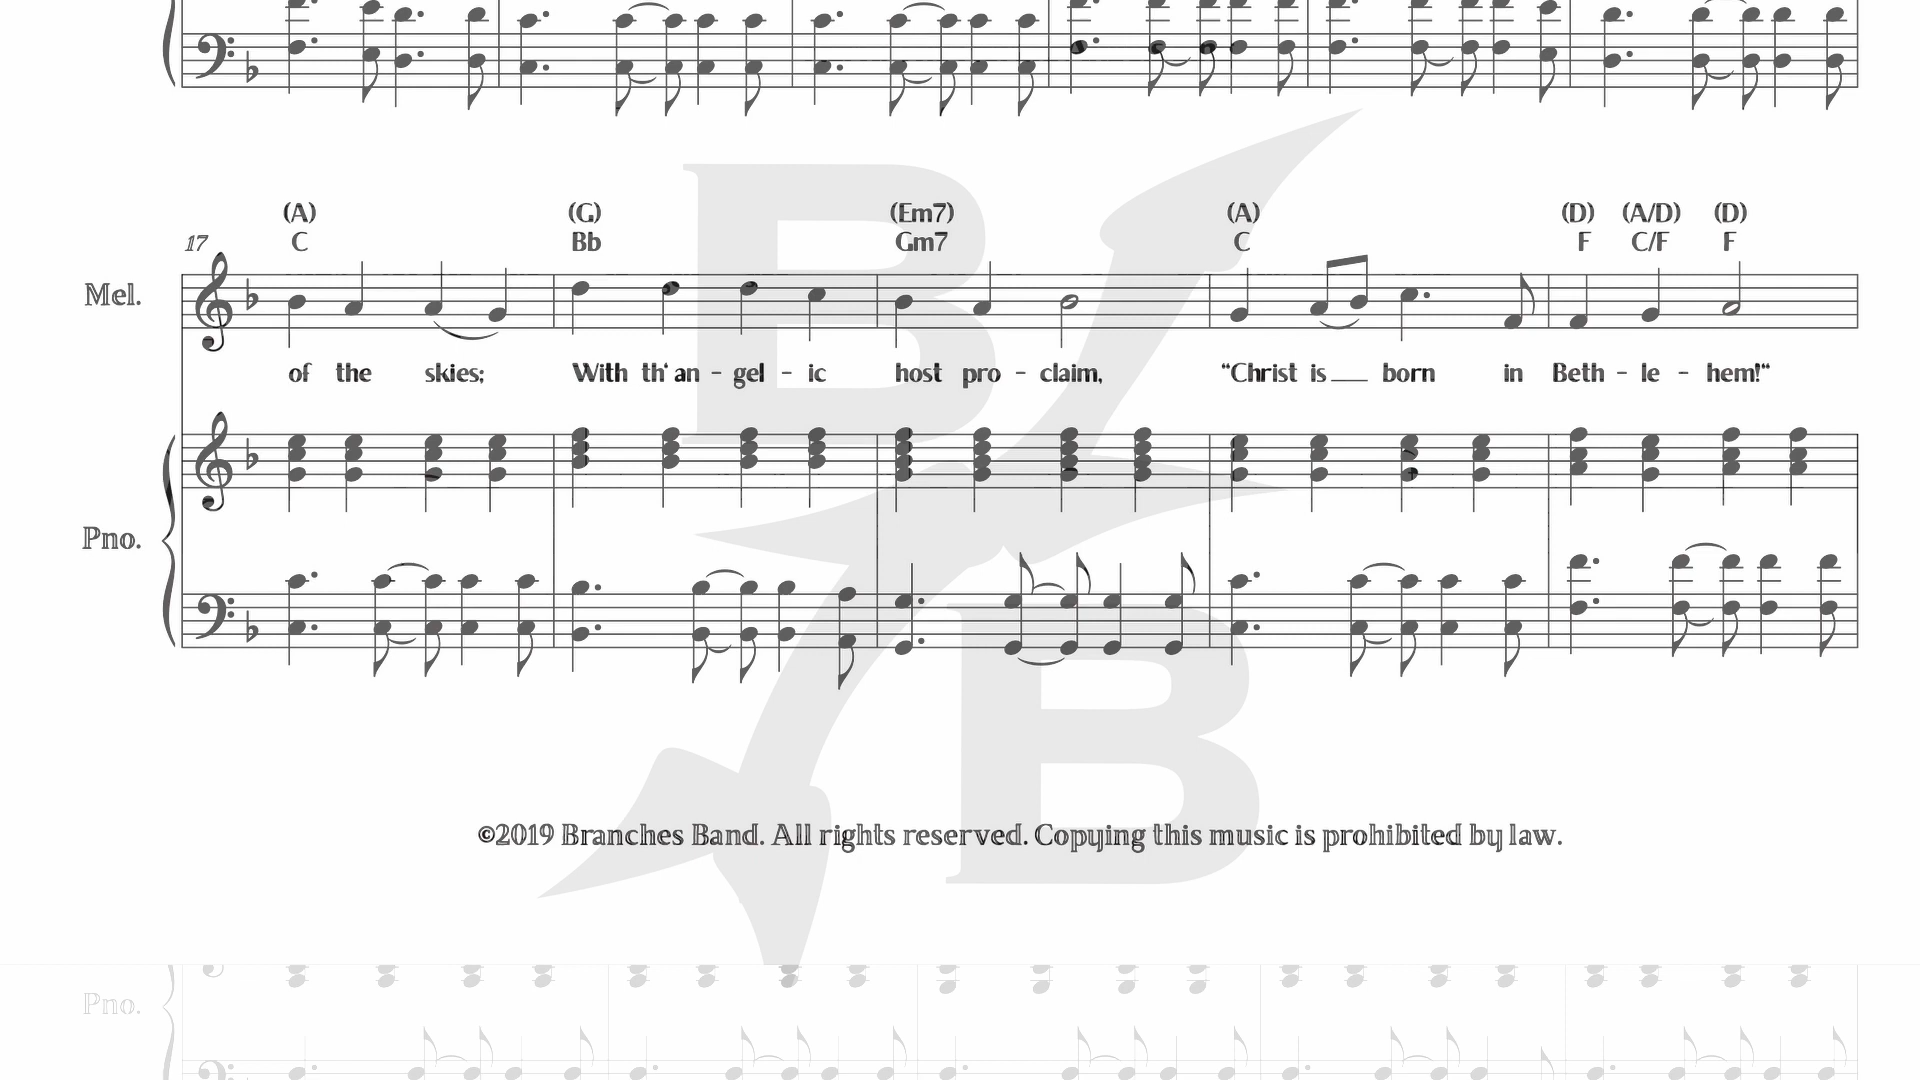 (A) (G) (Em7) (A) (D) (A/D) (D)
17 C Bb Gm7 C F C/F F
Mel.
of the skies; With th' an - gel - ic host pro - claim, “Christ is born in Beth - le - hem!“
Pno.
B
B
©2019 Branches Band. All rights reserved. Copying this music is prohibited by law.
Pno.